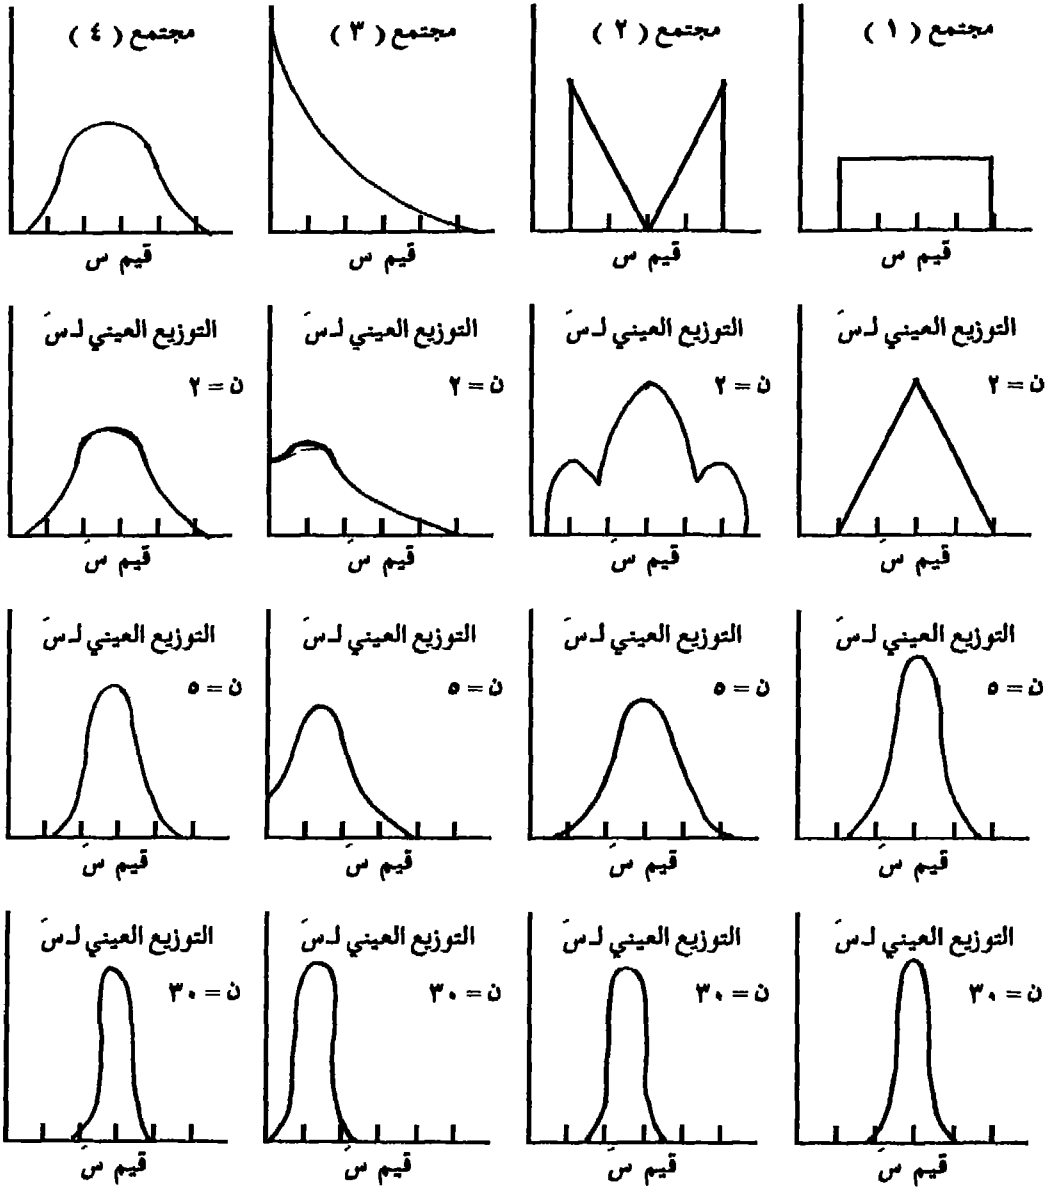 مجتمع ( ١ )
مجتمع ( ٢ )
مجتمع ( ٣ )
مجتمع ( ٤ )
قيم س
قيم س
قيم س
قيم س
التوزيع العيني لـ سَ
التوزيع العيني لـ سَ
التوزيع العيني لـ سَ
التوزيع العيني لـ سَ
ن = ٢
ن = ٢
ن = ٢
ن = ٢
قيم سَ
قيم سَ
قيم سَ
قيم سَ
التوزيع العيني لـ سَ
التوزيع العيني لـ سَ
التوزيع العيني لـ سَ
التوزيع العيني لـ سَ
ن = ٥
ن = ٥
ن = ٥
ن = ٥
قيم سَ
قيم سَ
قيم سَ
قيم سَ
التوزيع العيني لـ سَ
التوزيع العيني لـ سَ
التوزيع العيني لـ سَ
التوزيع العيني لـ سَ
ن = ٣٠
ن = ٣٠
ن = ٣٠
ن = ٣٠
قيم سَ
قيم سَ
قيم سَ
قيم سَ